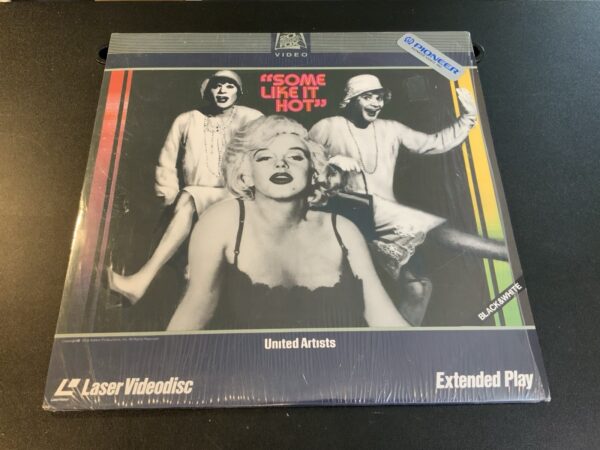 VIDEO
PIONEER
"SOME
LIKE IT
HOT"
BLACK&WHITE
United Artists
Laser Videodisc
Extended Play